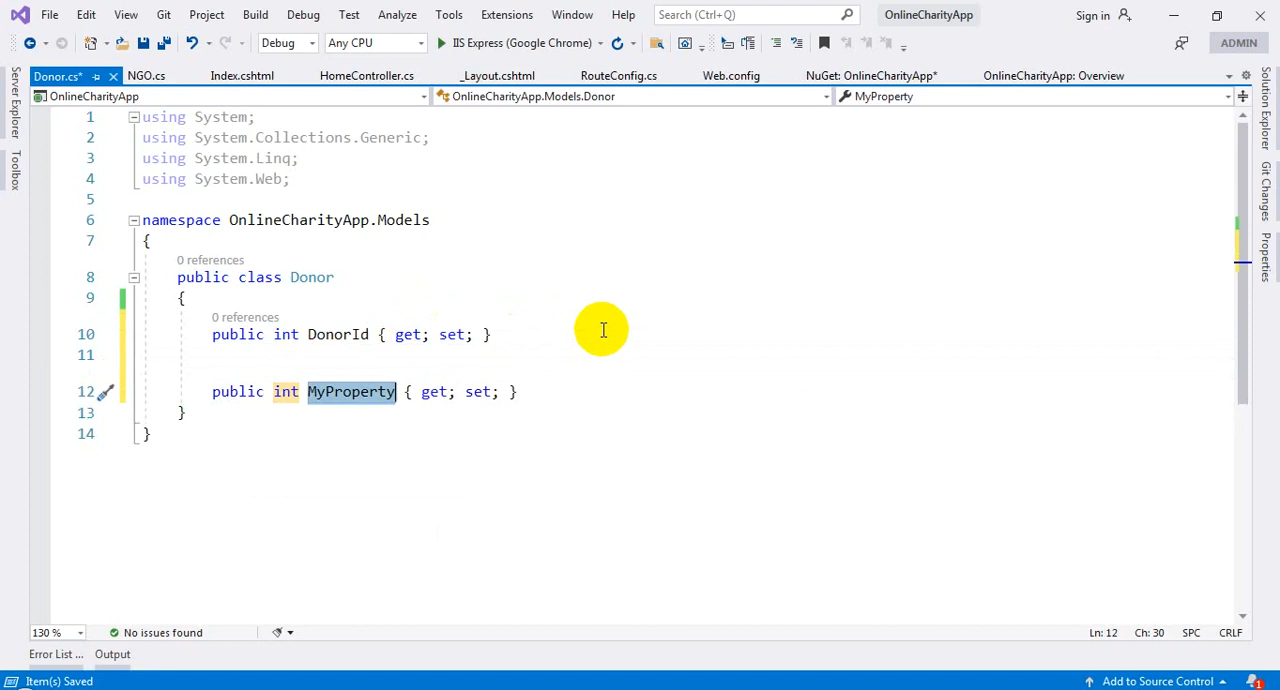 File Edit View Git Project Build Debug Test Analyze Tools Extensions Window Help Search (Ctrl+Q) OnlineCharityApp Sign in
Debug Any CPU IIS Express (Google Chrome) ADMIN
Donor.cs* NGO.cs Index.cshtml HomeController.cs _Layout.cshtml RouteConfig.cs Web.config NuGet: OnlineCharityApp* OnlineCharityApp: Overview
OnlineCharityApp OnlineCharityApp.Models.Donor MyProperty
Server Explorer
Toolbox
1 using System;
2 using System.Collections.Generic;
3 using System.Linq;
4 using System.Web;
5
6 namespace OnlineCharityApp.Models
7 {
0 references
8 public class Donor
9 {
0 references
10 public int DonorId { get; set; }
11
12 public int MyProperty { get; set; }
13 }
14 }
Solution Explorer
Git Changes
Properties
130 % No issues found Ln: 12 Ch: 30 SPC CRLF
Error List ... Output
Item(s) Saved Add to Source Control 1